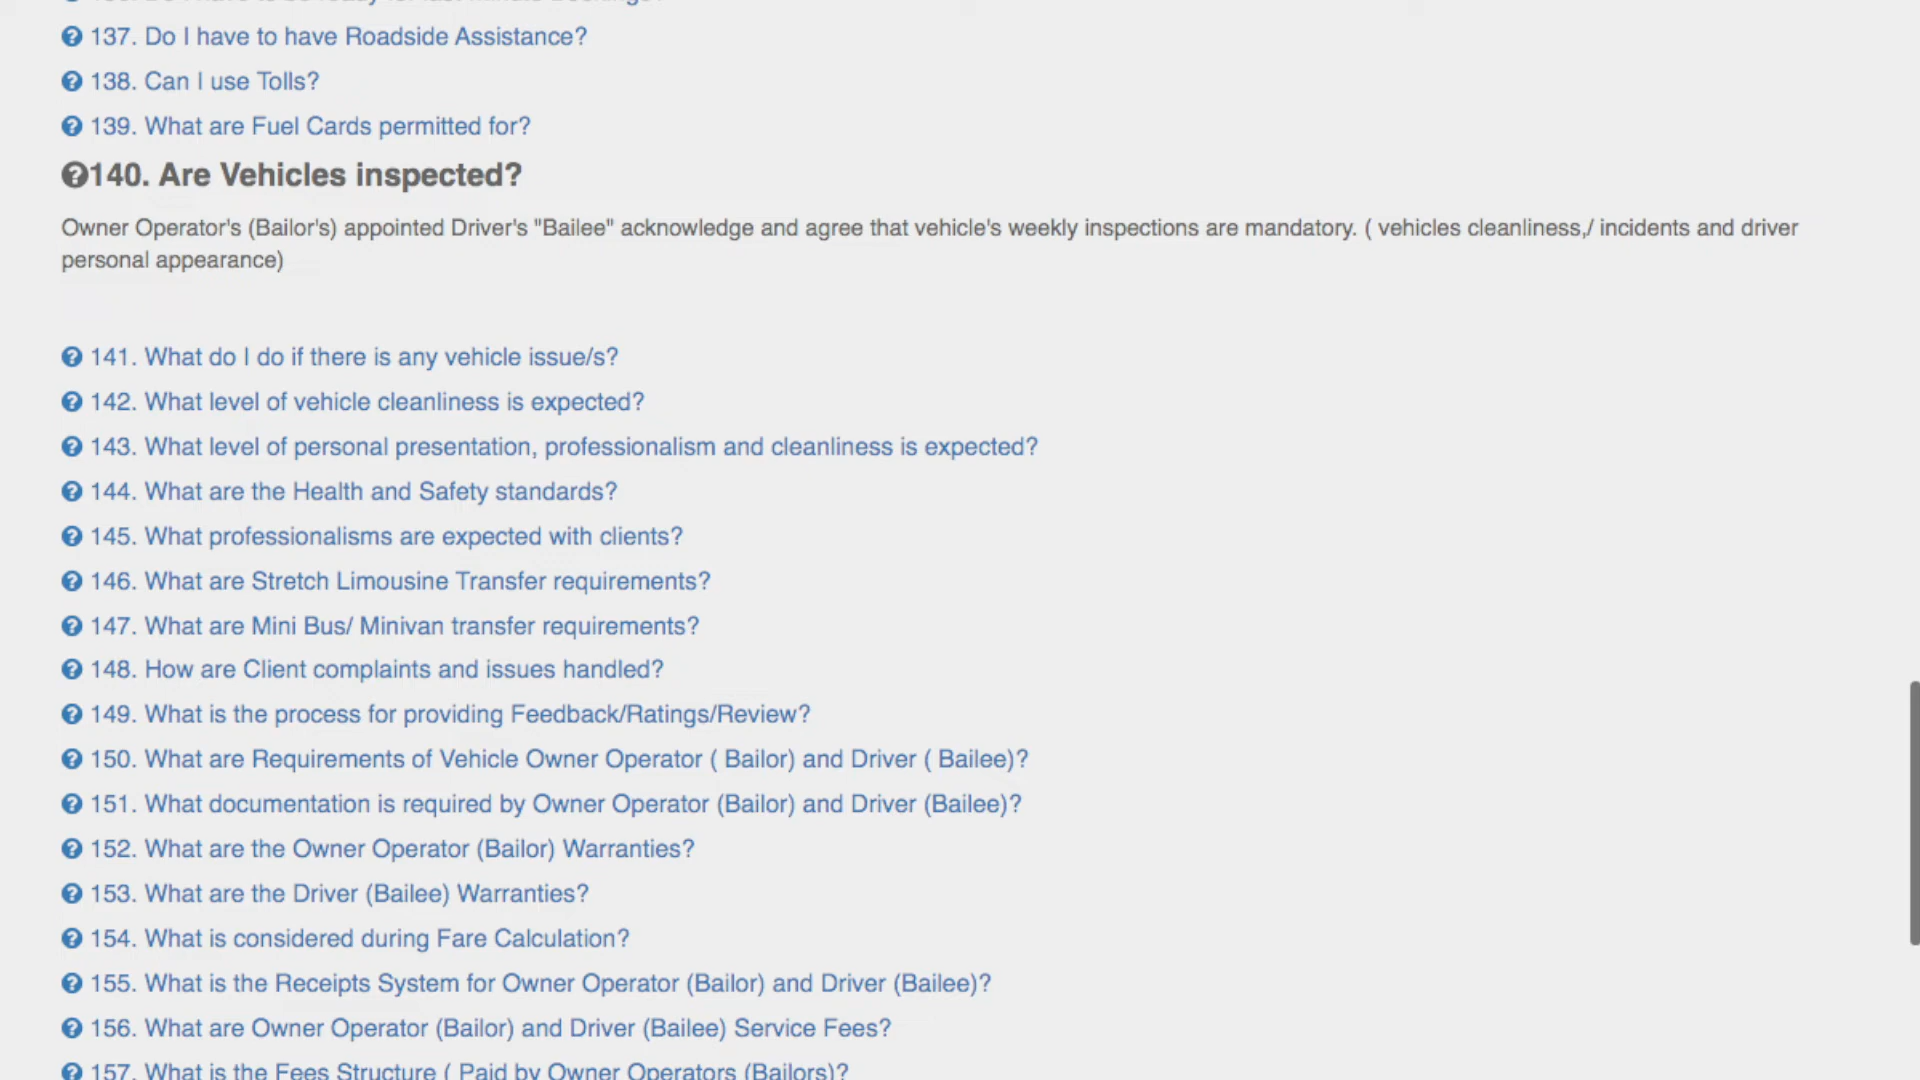 137. Do I have to have Roadside Assistance?
138. Can I use Tolls?
139. What are Fuel Cards permitted for?
140. Are Vehicles inspected?
Owner Operator's (Bailor's) appointed Driver's "Bailee" acknowledge and agree that vehicle's weekly inspections are mandatory. ( vehicles cleanliness,/ incidents and driver
personal appearance)
141. What do I do if there is any vehicle issue/s?
142. What level of vehicle cleanliness is expected?
143. What level of personal presentation, professionalism and cleanliness is expected?
144. What are the Health and Safety standards?
145. What professionalisms are expected with clients?
146. What are Stretch Limousine Transfer requirements?
147. What are Mini Bus/ Minivan transfer requirements?
148. How are Client complaints and issues handled?
149. What is the process for providing Feedback/Ratings/Review?
150. What are Requirements of Vehicle Owner Operator ( Bailor) and Driver ( Bailee)?
151. What documentation is required by Owner Operator (Bailor) and Driver (Bailee)?
152. What are the Owner Operator (Bailor) Warranties?
153. What are the Driver (Bailee) Warranties?
154. What is considered during Fare Calculation?
155. What is the Receipts System for Owner Operator (Bailor) and Driver (Bailee)?
156. What are Owner Operator (Bailor) and Driver (Bailee) Service Fees?
157. What is the Fees Structure ( Paid by Owner Operators (Bailors)?